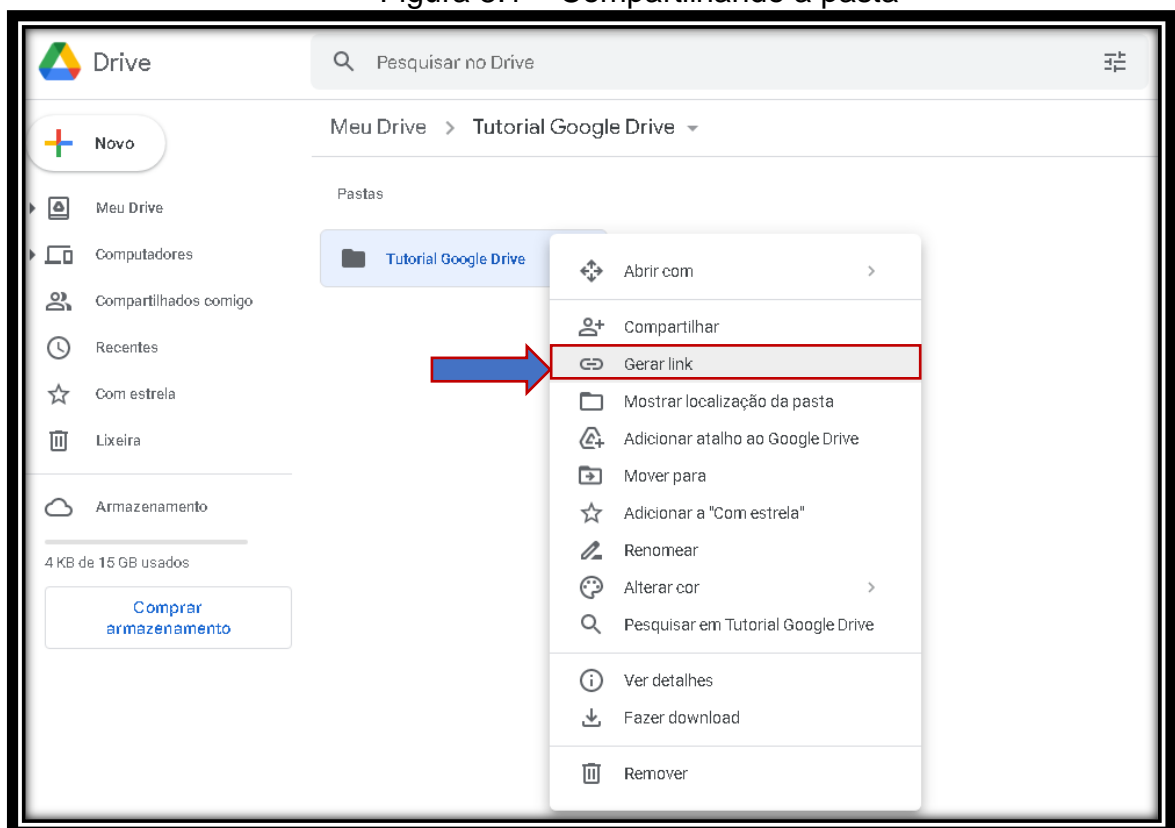 Compartilhando a pasta
Drive
Pesquisar no Drive
Meu Drive > Tutorial Google Drive
Novo
Pastas
Meu Drive
Computadores
Compartilhados comigo
Recentes
Com estrela
Lixeira
Armazenamento
4 KB de 15 GB usados
Comprar
armazenamento
Tutorial Google Drive
Abrir com
Compartilhar
Gerar link
Mostrar localização da pasta
Adicionar atalho ao Google Drive
Mover para
Adicionar a "Com estrela"
Renomear
Alterar cor
Pesquisar em Tutorial Google Drive
Ver detalhes
Fazer download
Remover